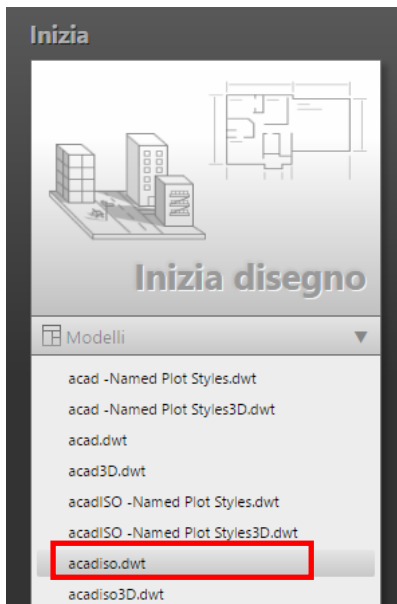 Inizia
Inizia disegno
Modelli
acad -Named Plot Styles.dwt
acad -Named Plot Styles3D.dwt
acad.dwt
acad3D.dwt
acadISO -Named Plot Styles.dwt
acadISO -Named Plot Styles3D.dwt
acadiso.dwt
acadiso3D.dwt